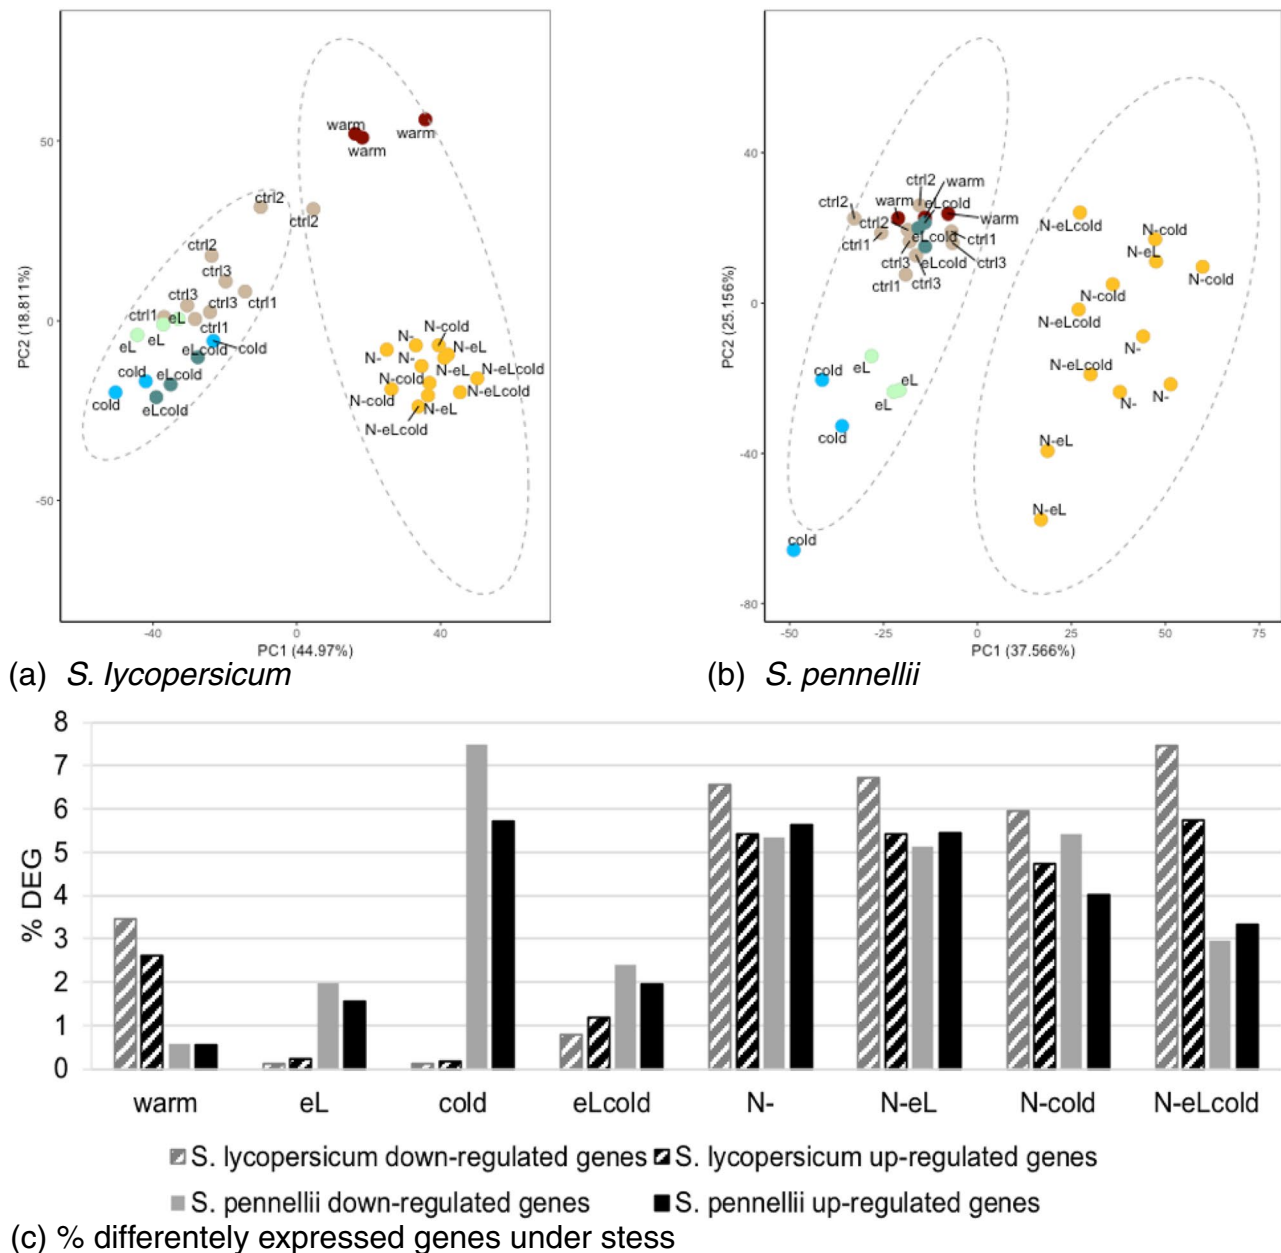 warm
warm
warm
ctrl2
ctrl2
ctrl2
ctrl3
ctrl3
ctrl1
ctrl1
ctrl1
eL
eL
eL
cold
eLcold
cold
eLcold
cold
eLcold
N-cold
N-
N-
N-eL
N-eL
N-eLcold
N-cold
N-eLcold
N-eL
N-eLcold
50
0
-50
PC2 (18.811%)
-40
0
40
PC1 (44.97%)
(a) S. lycopersicum
ctrl2
warm
ctrl2
warm
eLcold
warm
ctrl2
eLcold
ctrl1
ctrl1
ctrl3
eLcold
ctrl3
ctrl1
ctrl3
N-eLcold
N-cold
N-eL
N-cold
N-cold
N-eLcold
N-
N-eLcold
N-
N-
eL
cold
eL
eL
cold
N-eL
N-eL
cold
40
0
-40
-80
PC2 (25.156%)
-50
-25
0
25
50
75
PC1 (37.566%)
(b) S. pennellii
8
7
6
5
4
3
2
1
0
% DEG
warm eL cold eLcold N- N-eL N-cold N-eLcold
S. lycopersicum down-regulated genes S. lycopersicum up-regulated genes
S. pennellii down-regulated genes S. pennellii up-regulated genes
(c) % differentely expressed genes under stess